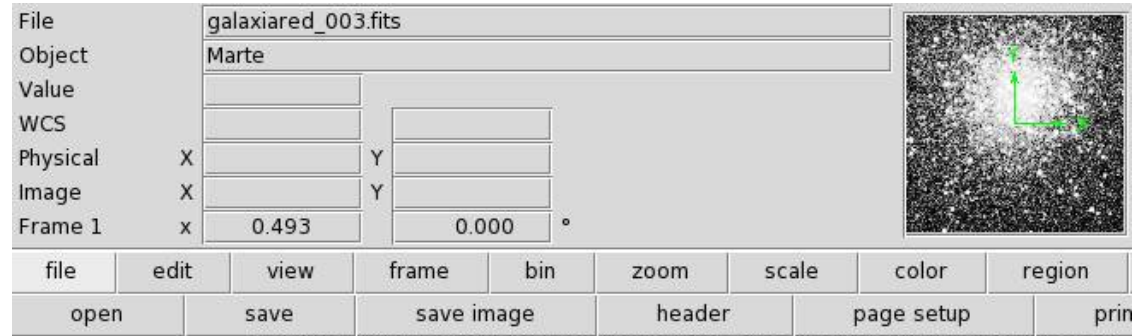 File galaxiared_003.fits
Object Marte
Value
WCS
Physical X Y
Image X Y
Frame 1 x 0.493 0.000 °
file edit view frame bin zoom scale color region
open save save image header page setup prin